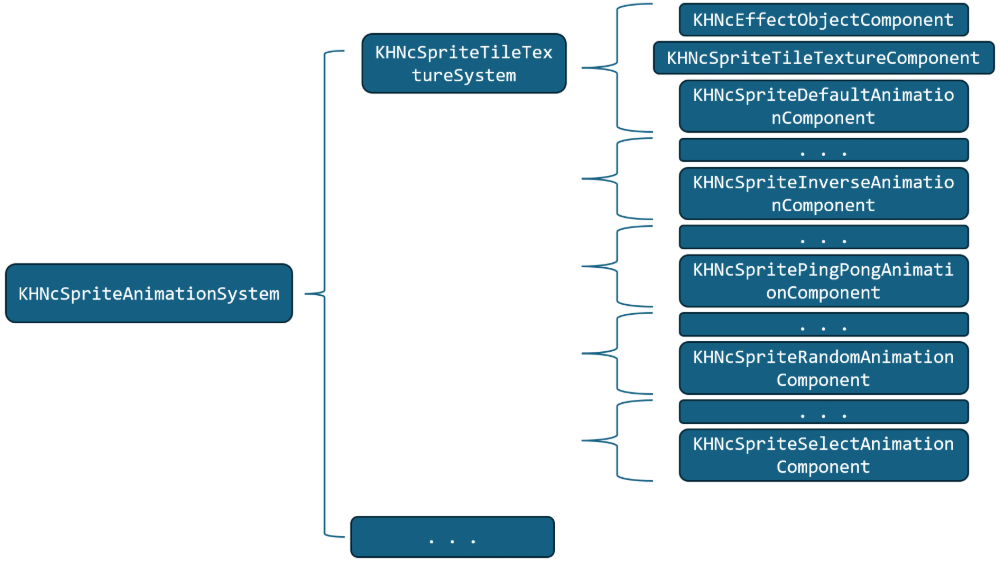 KHNcSpriteAnimationSystem
KHNcSpriteTileTex
tureSystem
. . .
KHNcEffectObjectComponent
KHNcSpriteTileTextureComponent
KHNcSpriteDefaultAnimatio
nComponent
. . .
KHNcSpriteInverseAnimatio
nComponent
. . .
KHNcSpritePingPongAnimati
onComponent
. . .
KHNcSpriteRandomAnimation
Component
. . .
KHNcSpriteSelectAnimation
Component